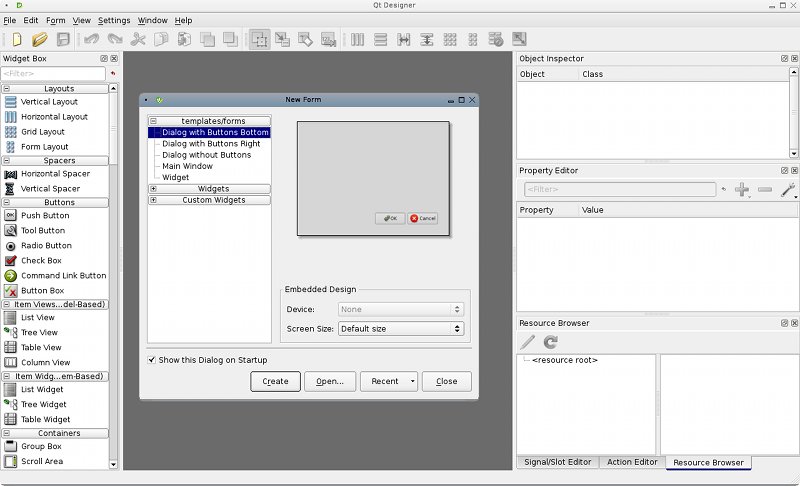 Qt Designer
File Edit Form View Settings Window Help
Widget Box
<Filter>
Layouts
Vertical Layout
Horizontal Layout
Grid Layout
Form Layout
Spacers
Horizontal Spacer
Vertical Spacer
Buttons
Push Button
Tool Button
Radio Button
Check Box
Command Link Button
Button Box
Item Views...del-Based)
List View
Tree View
Table View
Column View
Item Widg...em-Based)
List Widget
Tree Widget
Table Widget
Containers
Group Box
Scroll Area
New Form
templates/forms
Dialog with Buttons Bottom
Dialog with Buttons Right
Dialog without Buttons
Main Window
Widget
Widgets
Custom Widgets
OK Cancel
Embedded Design
Device: None
Screen Size: Default size
Show this Dialog on Startup
Create Open... Recent Close
Object Inspector
Object Class
Property Editor
<Filter>
Property Value
Resource Browser
<resource root>
Signal/Slot Editor Action Editor Resource Browser